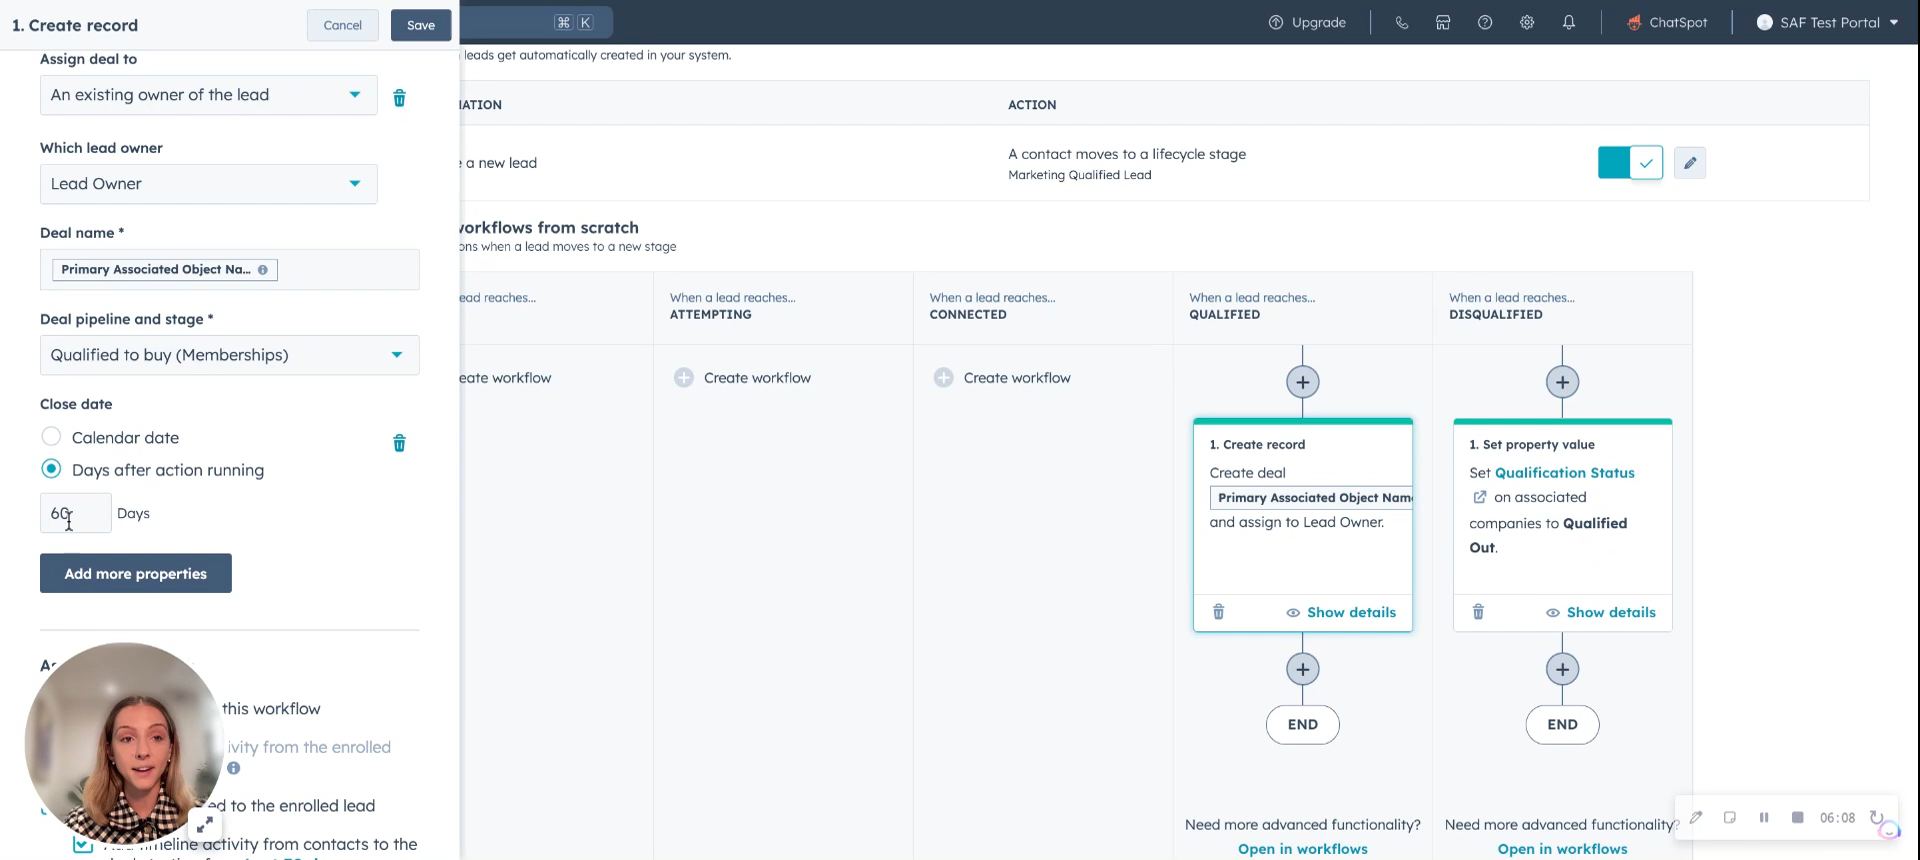 1. Create record
Cancel
Save
⌘ K
Upgrade
ChatSpot
SAF Test Portal
Assign deal to
An existing owner of the lead
Which lead owner
Lead Owner
Deal name *
Primary Associated Object Na...
Deal pipeline and stage *
Qualified to buy (Memberships)
Close date
Calendar date
Days after action running
60
Days
Add more properties
this workflow
ivity from the enrolled
ed to the enrolled lead
timeline activity from contacts to the
leads get automatically created in your system.
ACTION
e a new lead
A contact moves to a lifecycle stage
Marketing Qualified Lead
workflows from scratch
ons when a lead moves to a new stage
ead reaches...
When a lead reaches...
ATTEMPTING
When a lead reaches...
CONNECTED
When a lead reaches...
QUALIFIED
When a lead reaches...
DISQUALIFIED
eate workflow
Create workflow
Create workflow
1. Create record
Create deal
Primary Associated Object Name
and assign to Lead Owner.
Show details
END
Need more advanced functionality?
Open in workflows
1. Set property value
Set Qualification Status
on associated
companies to Qualified
Out.
Show details
END
Need more advanced functionality?
Open in workflows
06:08